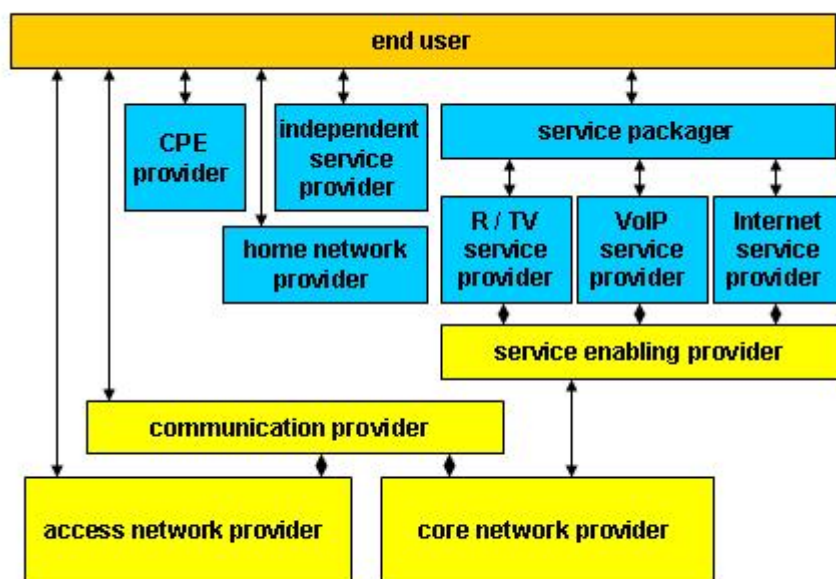 end user
CPE
provider
independent
service
provider
service packager
home network
provider
R / TV
service
provider
VoIP
service
provider
Internet
service
provider
service enabling provider
communication provider
access network provider
core network provider